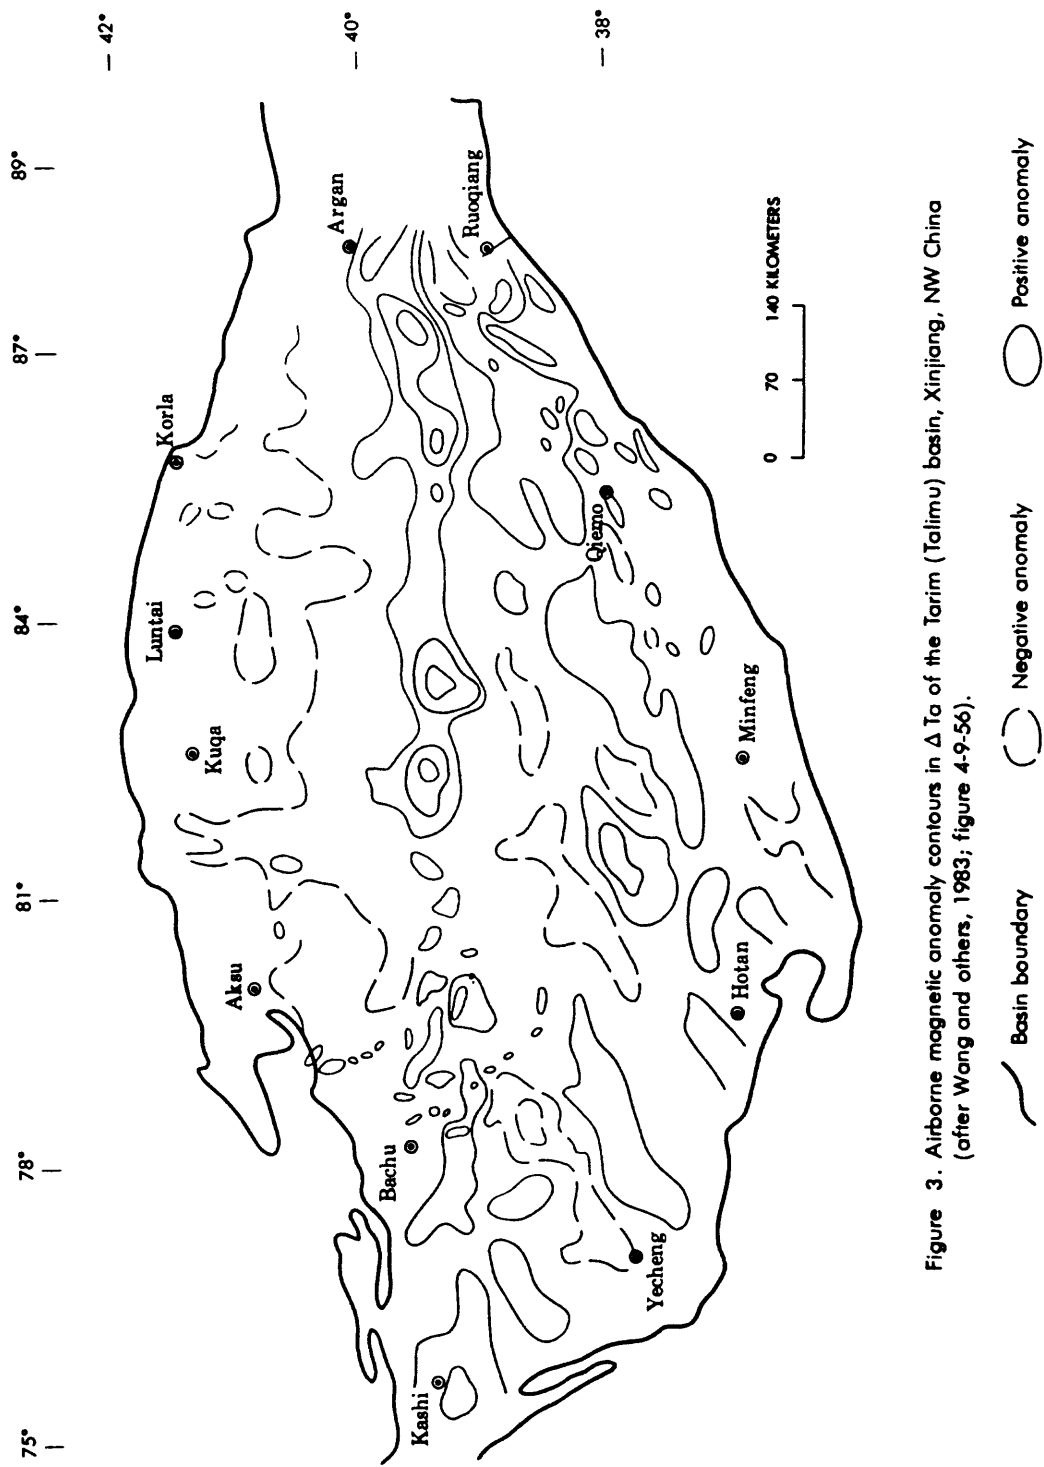 75°
78°
81°
84°
87°
89°
— 42°
— 40°
— 38°
Korla
Luntai
Kuqa
Aksu
Argan
Ruoqiang
Bachu
Kashi
Qiemo
Minfeng
Hotan
Yecheng
0 70 140 KILOMETERS
Figure 3. Airborne magnetic anomaly contours in Δ Ta of the Tarim (Talimu) basin, Xinjiang, NW China
(after Wang and others, 1983; figure 4-9-56).
Basin boundary
Negative anomaly
Positive anomaly